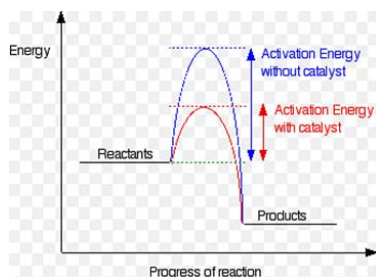 Energy
Activation Energy
without catalyst
Activation Energy
with catalyst
Reactants
Products
Progress of reaction